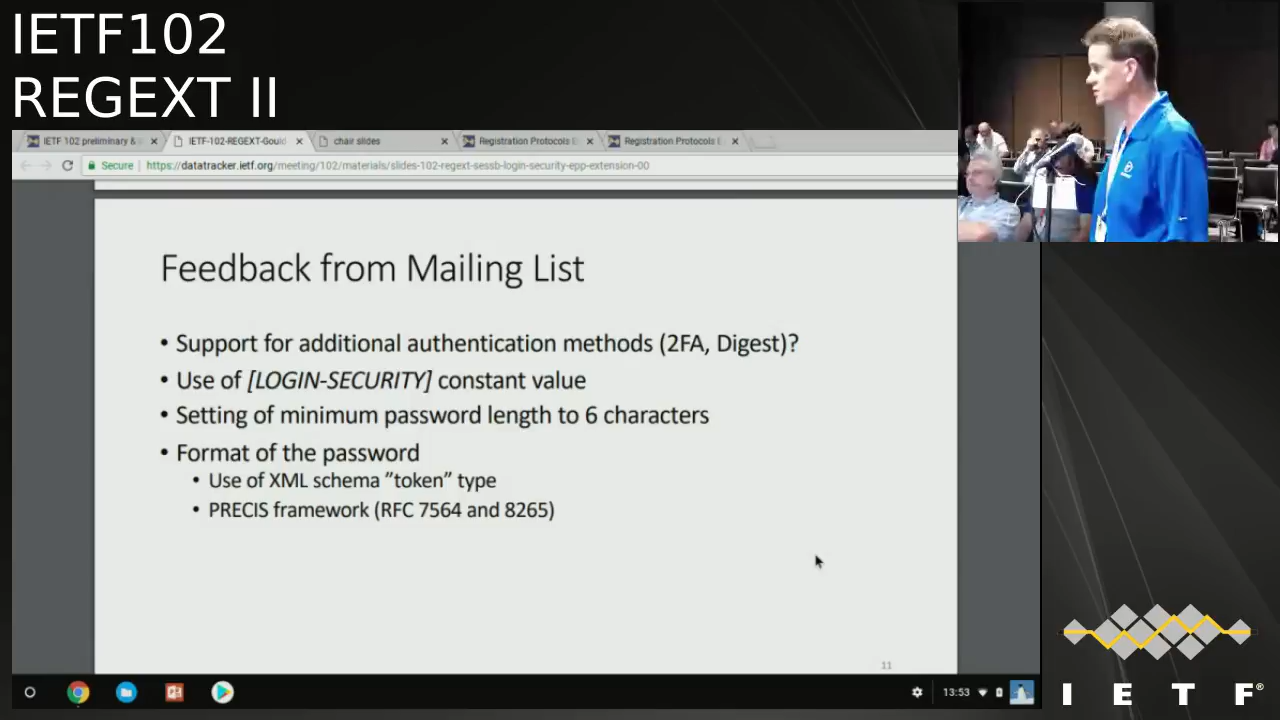 IETF102
REGEXT II
IETF 102 preliminary &
IETF-102-REGEXT-Gould
chair slides
Registration Protocols E
Registration Protocols E
Secure
https://datatracker.ietf.org/meeting/102/materials/slides-102-regext-sessb-login-security-epp-extension-00
Feedback from Mailing List
• Support for additional authentication methods (2FA, Digest)?
• Use of [LOGIN-SECURITY] constant value
• Setting of minimum password length to 6 characters
• Format of the password
• Use of XML schema ”token” type
• PRECIS framework (RFC 7564 and 8265)
11
13:53
I E T F®